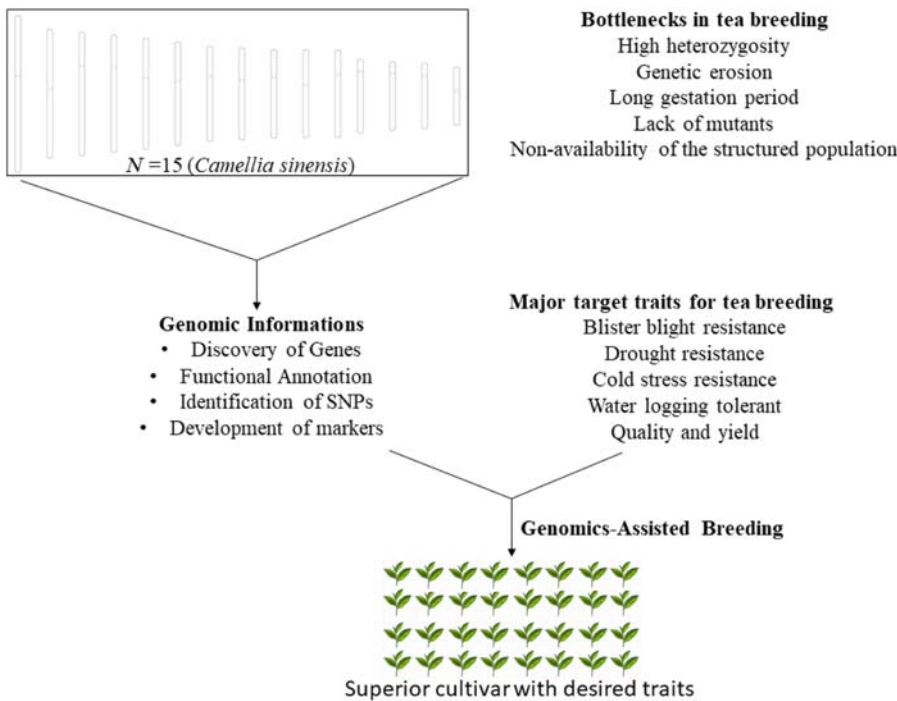 N =15 (Camellia sinensis)
Bottlenecks in tea breeding
High heterozygosity
Genetic erosion
Long gestation period
Lack of mutants
Non-availability of the structured population
Genomic Informations
• Discovery of Genes
• Functional Annotation
• Identification of SNPs
• Development of markers
Major target traits for tea breeding
Blister blight resistance
Drought resistance
Cold stress resistance
Water logging tolerant
Quality and yield
Genomics-Assisted Breeding
Superior cultivar with desired traits